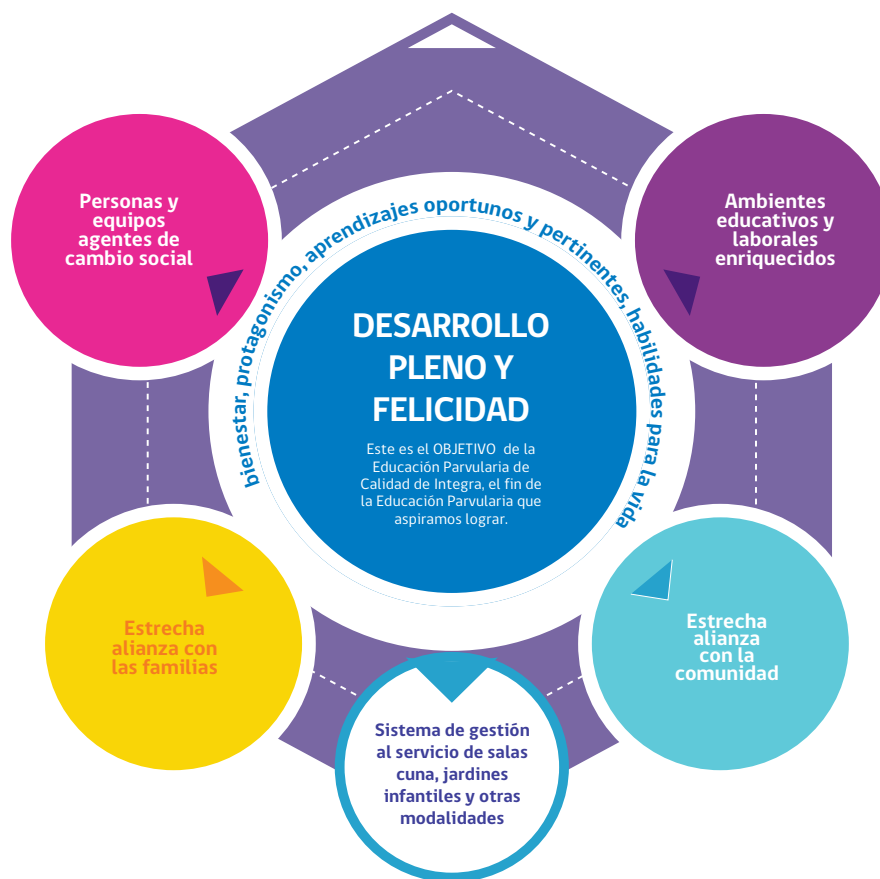 Personas y
equipos
agentes de
cambio social
Ambientes
educativos y
laborales
enriquecidos
bienestar, protagonismo, aprendizajes oportunos y pertinentes, habilidades para la vida
DESARROLLO
PLENO Y
FELICIDAD
Este es el OBJETIVO de la
Educación Parvularia de
Calidad de Integra, el fin de
la Educación Parvularia que
aspiramos lograr.
Estrecha
alianza con
las familias
Estrecha
alianza
con la
comunidad
Sistema de gestión
al servicio de salas
cuna, jardines
infantiles y otras
modalidades